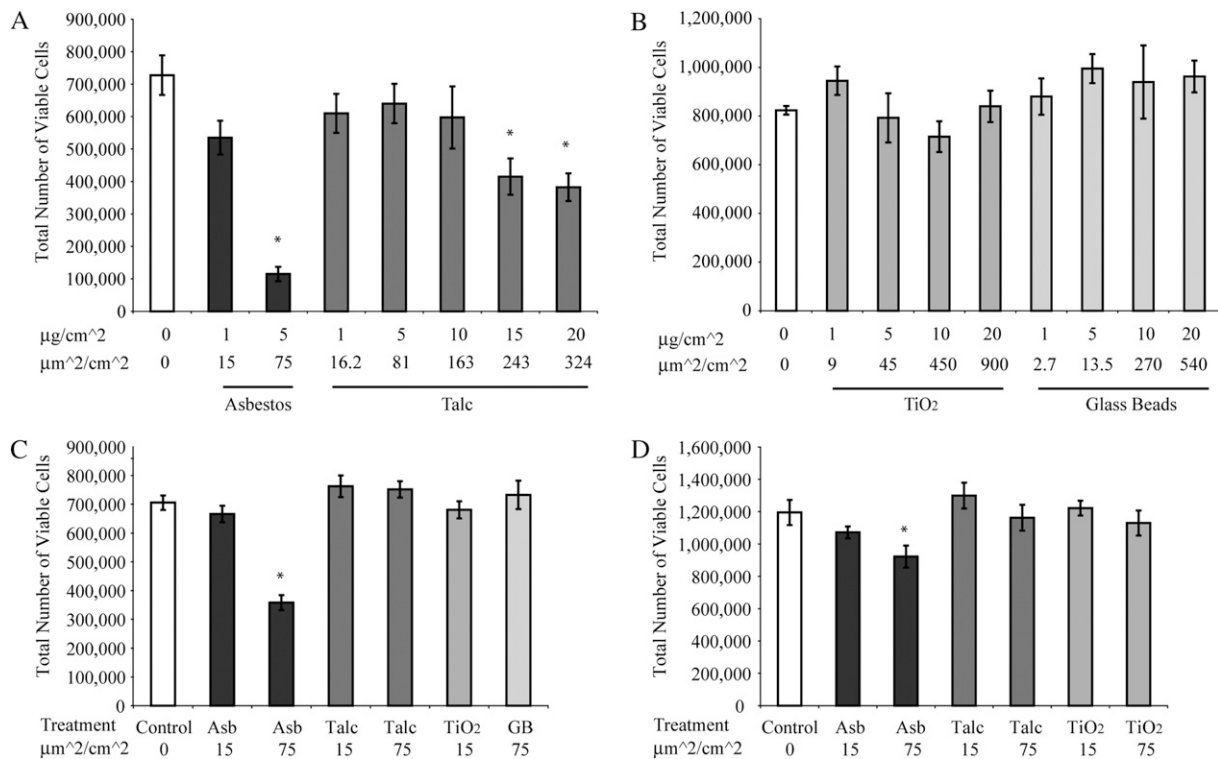 A
Total Number of Viable Cells
900,000
800,000
700,000
600,000
500,000
400,000
300,000
200,000
100,000
0
*
*
*
μg/cm^2 0 1 5 1 5 10 15 20
μm^2/cm^2 0 15 75 16.2 81 163 243 324
Asbestos Talc
B
Total Number of Viable Cells
1,200,000
1,000,000
800,000
600,000
400,000
200,000
0
μg/cm^2 0 1 5 10 20 1 5 10 20
μm^2/cm^2 0 9 45 450 900 2.7 13.5 270 540
TiO2 Glass Beads
C
Total Number of Viable Cells
900,000
800,000
700,000
600,000
500,000
400,000
300,000
200,000
100,000
0
*
Treatment Control Asb Asb Talc Talc TiO2 GB
μm^2/cm^2 0 15 75 15 75 15 75
D
Total Number of Viable Cells
1,600,000
1,400,000
1,200,000
1,000,000
800,000
600,000
400,000
200,000
0
*
Treatment Control Asb Asb Talc Talc TiO2 TiO2
μm^2/cm^2 0 15 75 15 75 15 75